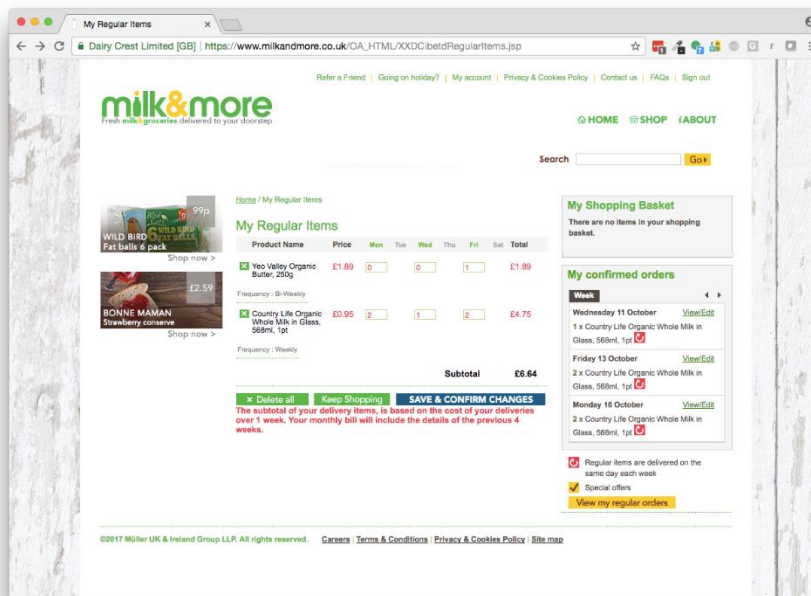 My Regular Items
Dairy Crest Limited [GB] | https://www.milkandmore.co.uk/OA_HTML/XXDCibetdRegularItems.jsp
Refer a Friend | Going on holiday? | My account | Privacy & Cookies Policy | Contact us | FAQs | Sign out
milk&more
Fresh milk&groceries delivered to your doorstep
HOME SHOP ABOUT
Search Go
99p
WILD BIRD
Fat balls 6 pack
Shop now >
£2.59
BONNE MAMAN
Strawberry conserve
Shop now >
Home / My Regular Items
My Regular Items
Product Name Price Mon Tue Wed Thu Fri Sat Total
Yeo Valley Organic £1.89 0 0 1 £1.89
Butter, 250g
Frequency : Bi-Weekly
Country Life Organic £0.95 2 1 2 £4.75
Whole Milk in Glass,
568ml, 1pt
Frequency : Weekly
Subtotal £6.64
× Delete all Keep Shopping SAVE & CONFIRM CHANGES
The subtotal of your delivery items, is based on the cost of your deliveries
over 1 week. Your monthly bill will include the details of the previous 4
weeks.
My Shopping Basket
There are no items in your shopping
basket.
My confirmed orders
Week
Wednesday 11 October View/Edit
1 x Country Life Organic Whole Milk in
Glass, 568ml, 1pt
Friday 13 October View/Edit
2 x Country Life Organic Whole Milk in
Glass, 568ml, 1pt
Monday 16 October View/Edit
2 x Country Life Organic Whole Milk in
Glass, 568ml, 1pt
Regular items are delivered on the
same day each week
Special offers
View my regular orders
©2017 Müller UK & Ireland Group LLP. All rights reserved. Careers | Terms & Conditions | Privacy & Cookies Policy | Site
map